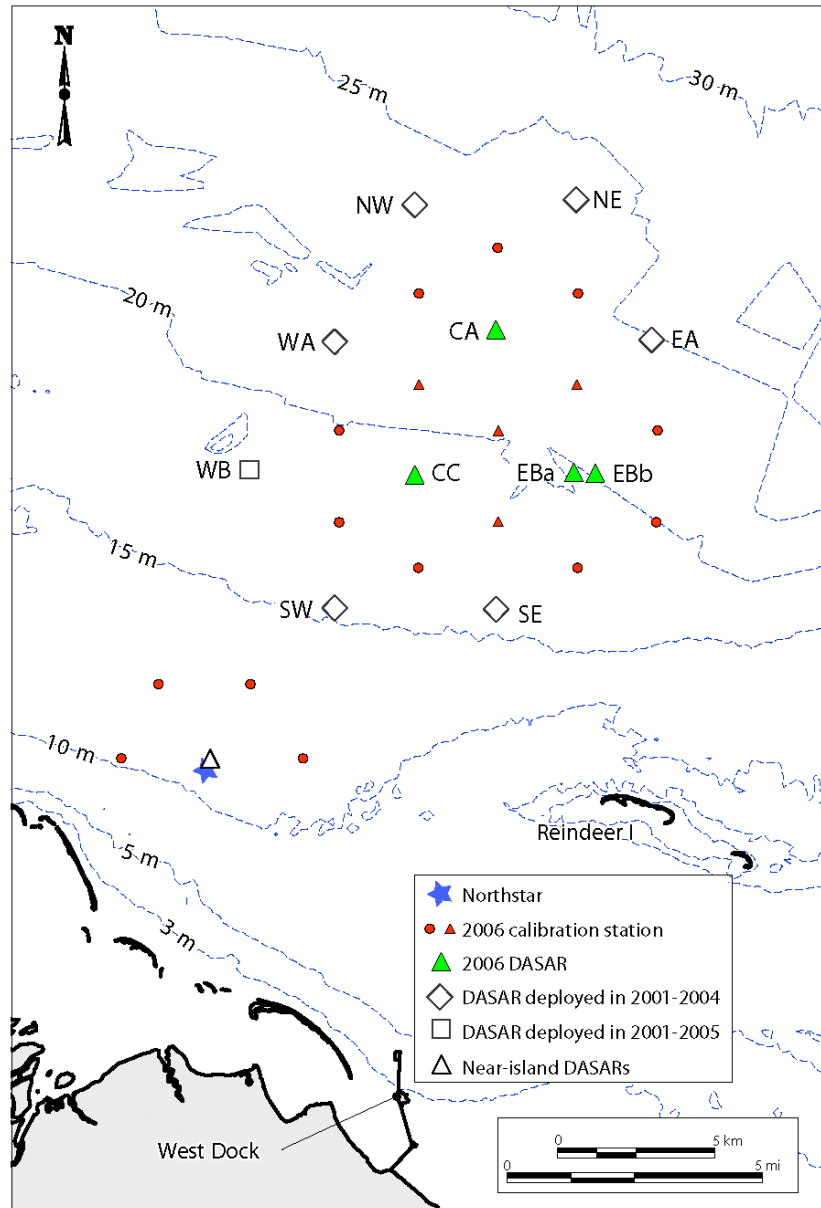 N
25 m
30 m
NW
NE
20 m
WA
CA
EA
WB
CC
EBa
EBb
15 m
SW
SE
10 m
Reindeer I
5 m
3 m
Northstar
2006 calibration station
2006 DASAR
DASAR deployed in 2001-2004
DASAR deployed in 2001-2005
Near-island DASARs
West Dock
0 5 km
0 5 mi